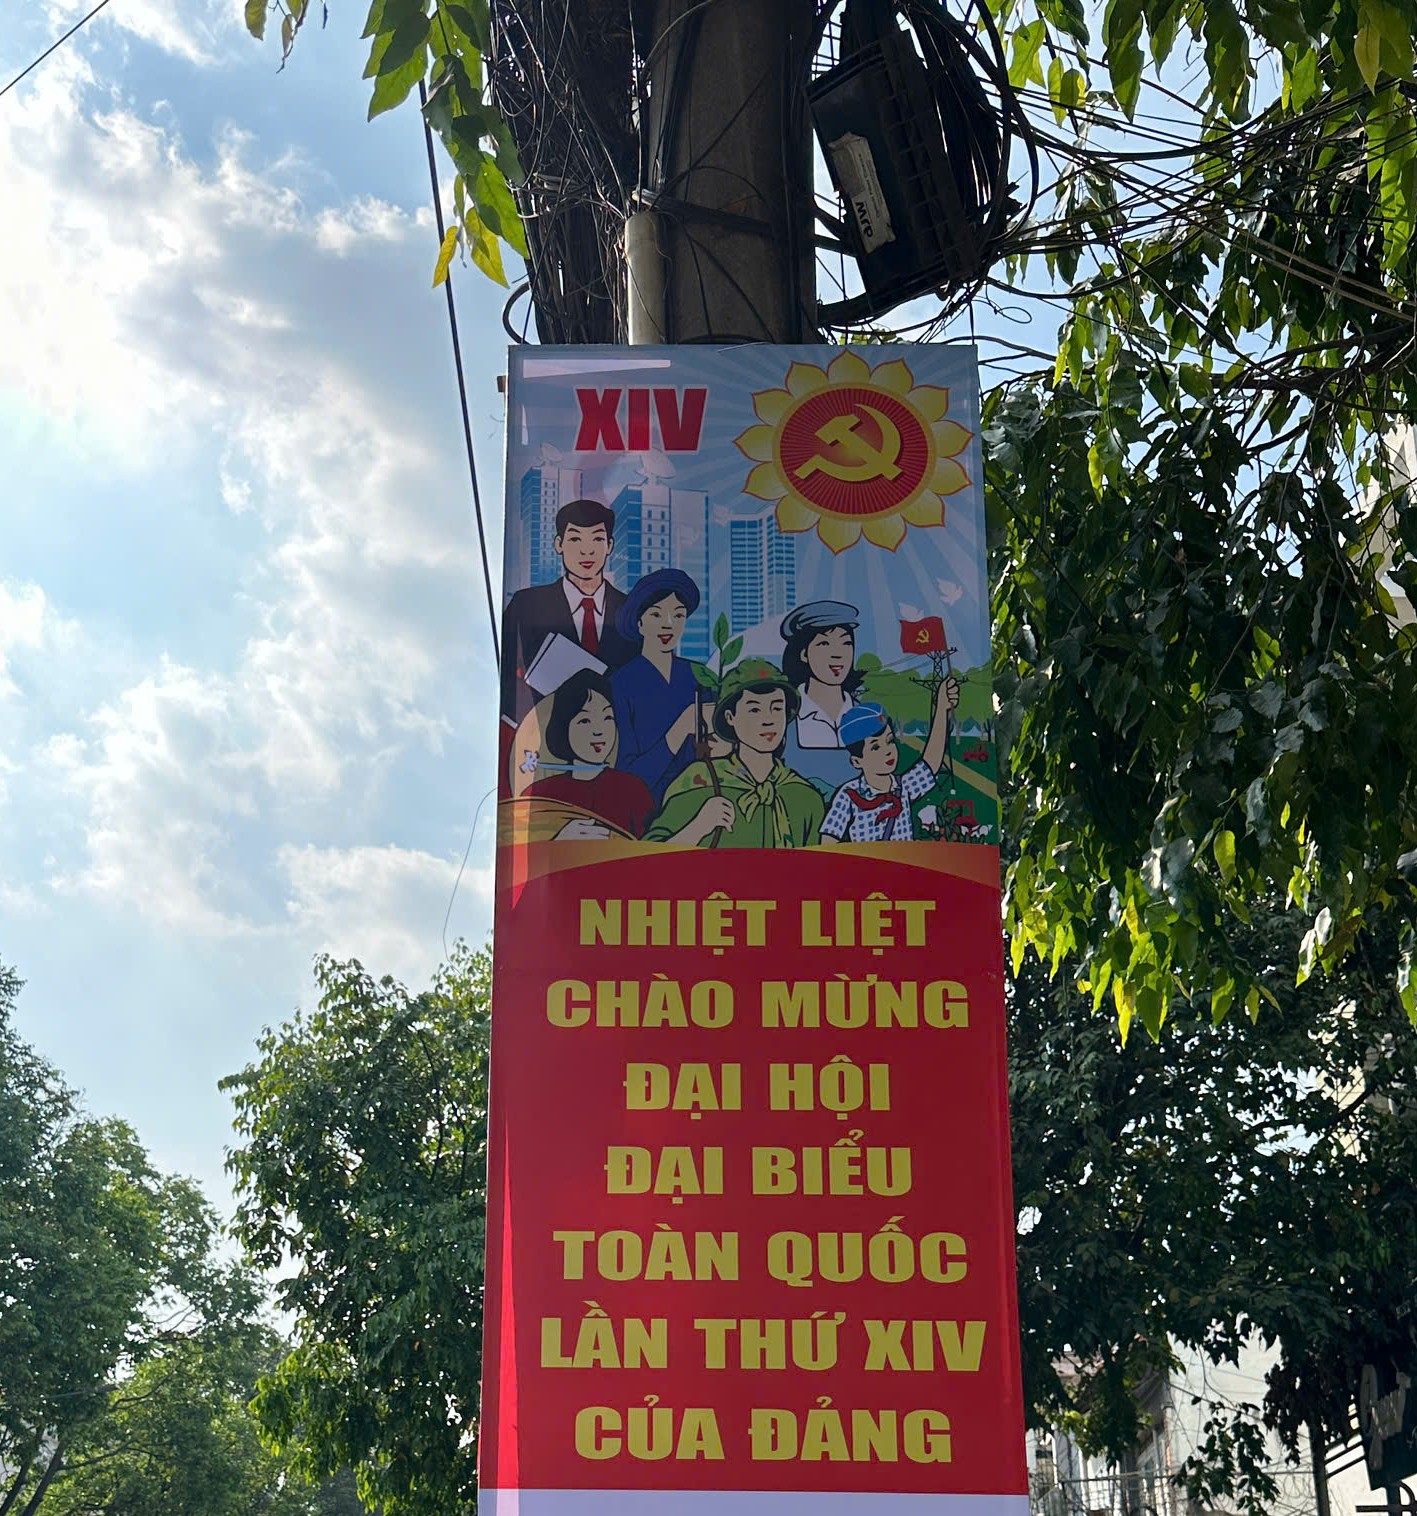 XIV
NHIỆT LIỆT
CHÀO MỪNG
ĐẠI HỘI
ĐẠI BIỂU
TOÀN QUỐC
LẦN THỨ XIV
CỦA ĐẢNG